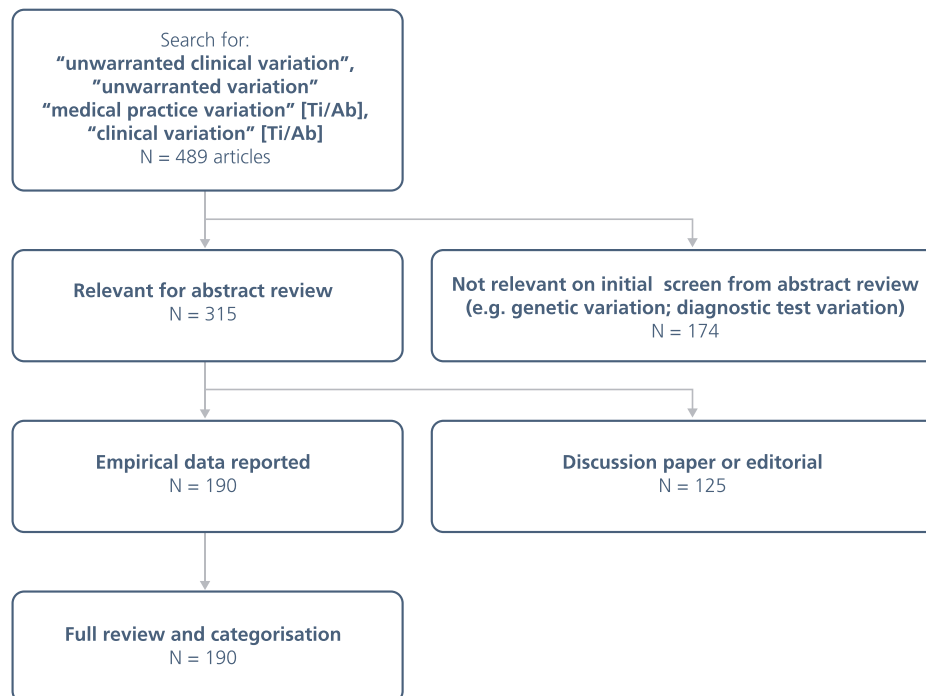 Search for:
“unwarranted clinical variation”,
”unwarranted variation”
“medical practice variation” [Ti/Ab],
“clinical variation” [Ti/Ab]
N = 489 articles
Relevant for abstract review
N = 315
Not relevant on initial  screen from abstract review
(e.g. genetic variation; diagnostic test variation)
N = 174
Empirical data reported
N = 190
Discussion paper or editorial
N = 125
Full review and categorisation
N = 190